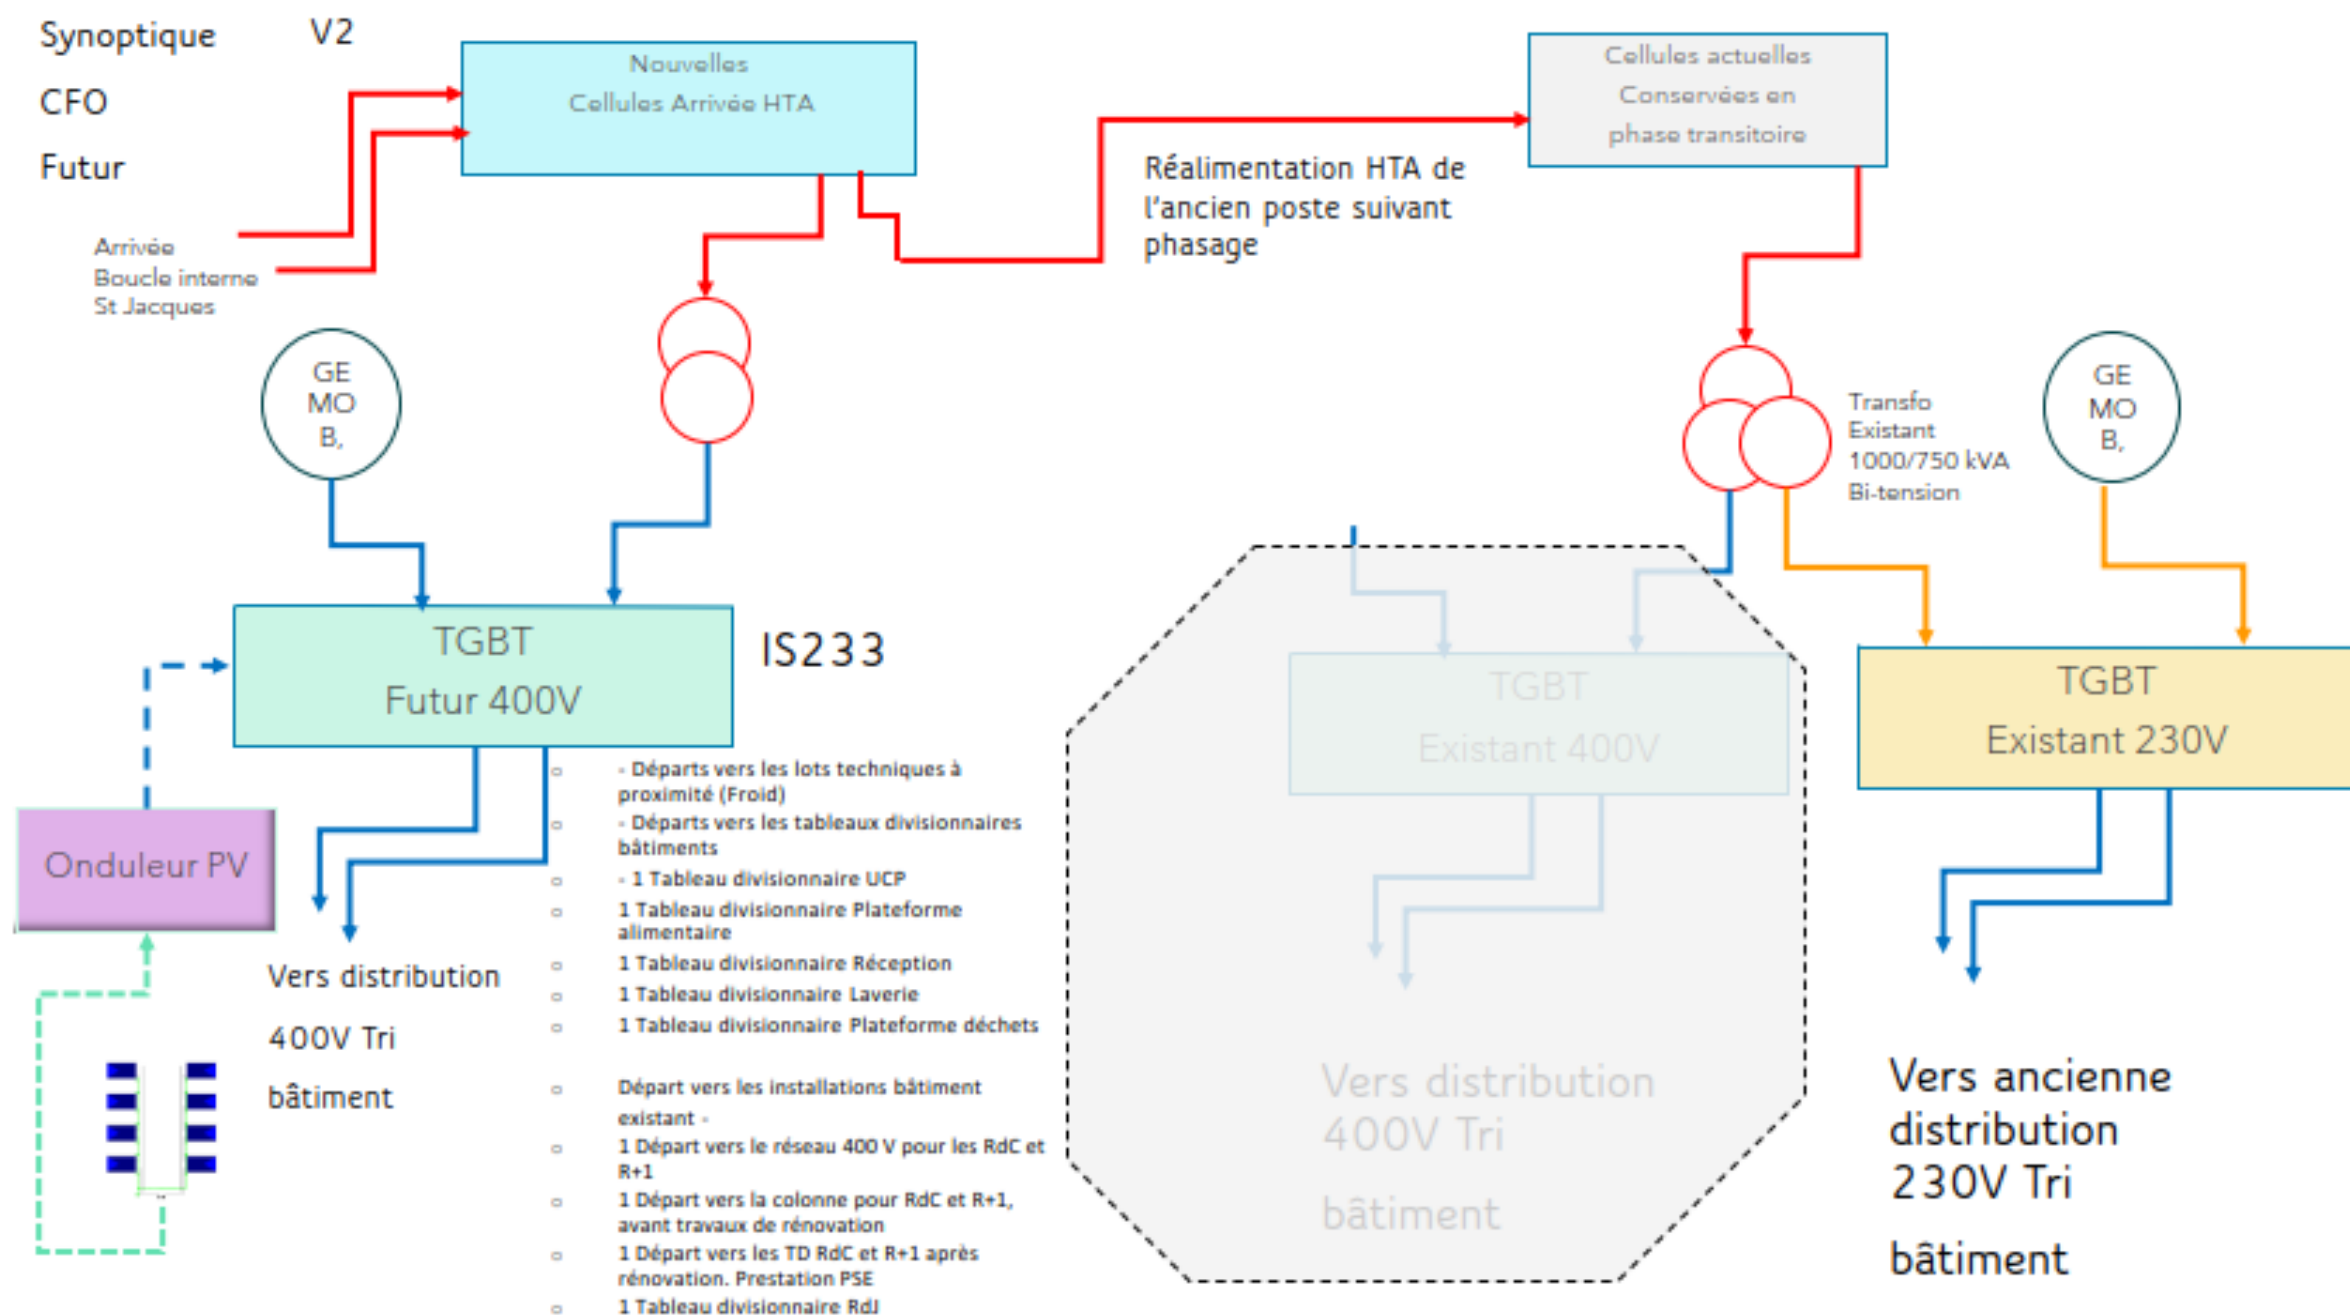 Synoptique V2
CFO
Futur
Nouvelles
Cellules Arrivée HTA
Cellules actuelles
Conservées en
phase transitoire
Réalimentation HTA de
l'ancien poste suivant
phasage
Arrivée
Boucle interne
St Jacques
GE
MO
B,
Transfo
Existant
1000/750 kVA
Bi-tension
GE
MO
B,
TGBT
Futur 400V
IS233
TGBT
Existant 400V
TGBT
Existant 230V
Onduleur PV
Vers distribution
400V Tri
bâtiment
- Départs vers les lots techniques à
proximité (Froid)
- Départs vers les tableaux divisionnaires
bâtiments
- 1 Tableau divisionnaire UCP
1 Tableau divisionnaire Plateforme
alimentaire
1 Tableau divisionnaire Réception
1 Tableau divisionnaire Laverie
1 Tableau divisionnaire Plateforme déchets
Départ vers les installations bâtiment
existant -
1 Départ vers le réseau 400 V pour les RdC et
R+1
1 Départ vers la colonne pour RdC et R+1,
avant travaux de rénovation
1 Départ vers les TD RdC et R+1 après
rénovation. Prestation PSE
1 Tableau divisionnaire RdJ
Vers distribution
400V Tri
bâtiment
Vers ancienne
distribution
230V Tri
bâtiment